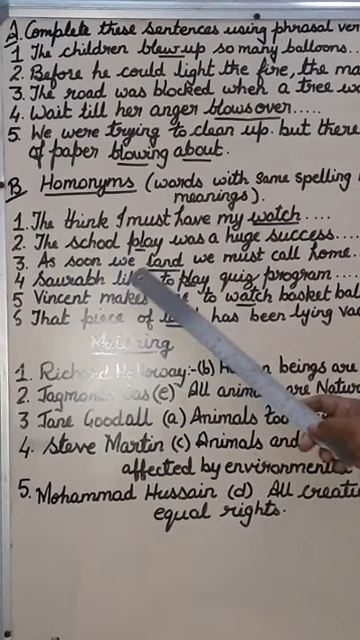 A. Complete these sentences using phrasal ver
1 The children blew up so many balloons...
2. Before he could light the fire, the ma
3. The road was blocked when a tree w
4. Wait till her anger blows over.....
5. We were trying to clean up. but there
of paper blowing about.
B. Homonyms (words with same spelling
meanings).
1. The think I must have my watch....
2. The school play was a huge success.....
3. As soon we land we must call home.
4 Saurabh to play quiz program....
5 Vincent makes to watch basket bal
6 That piece of has been lying va
Matching
1. Richard Holloway:- (b) beings are
2. (e) All are Natur
3 Jane Goodall (a) Animals too
4. Steve Martin (c) Animals and
affected by
5. Mohammad Hussain (d) All creatu
equal rights.